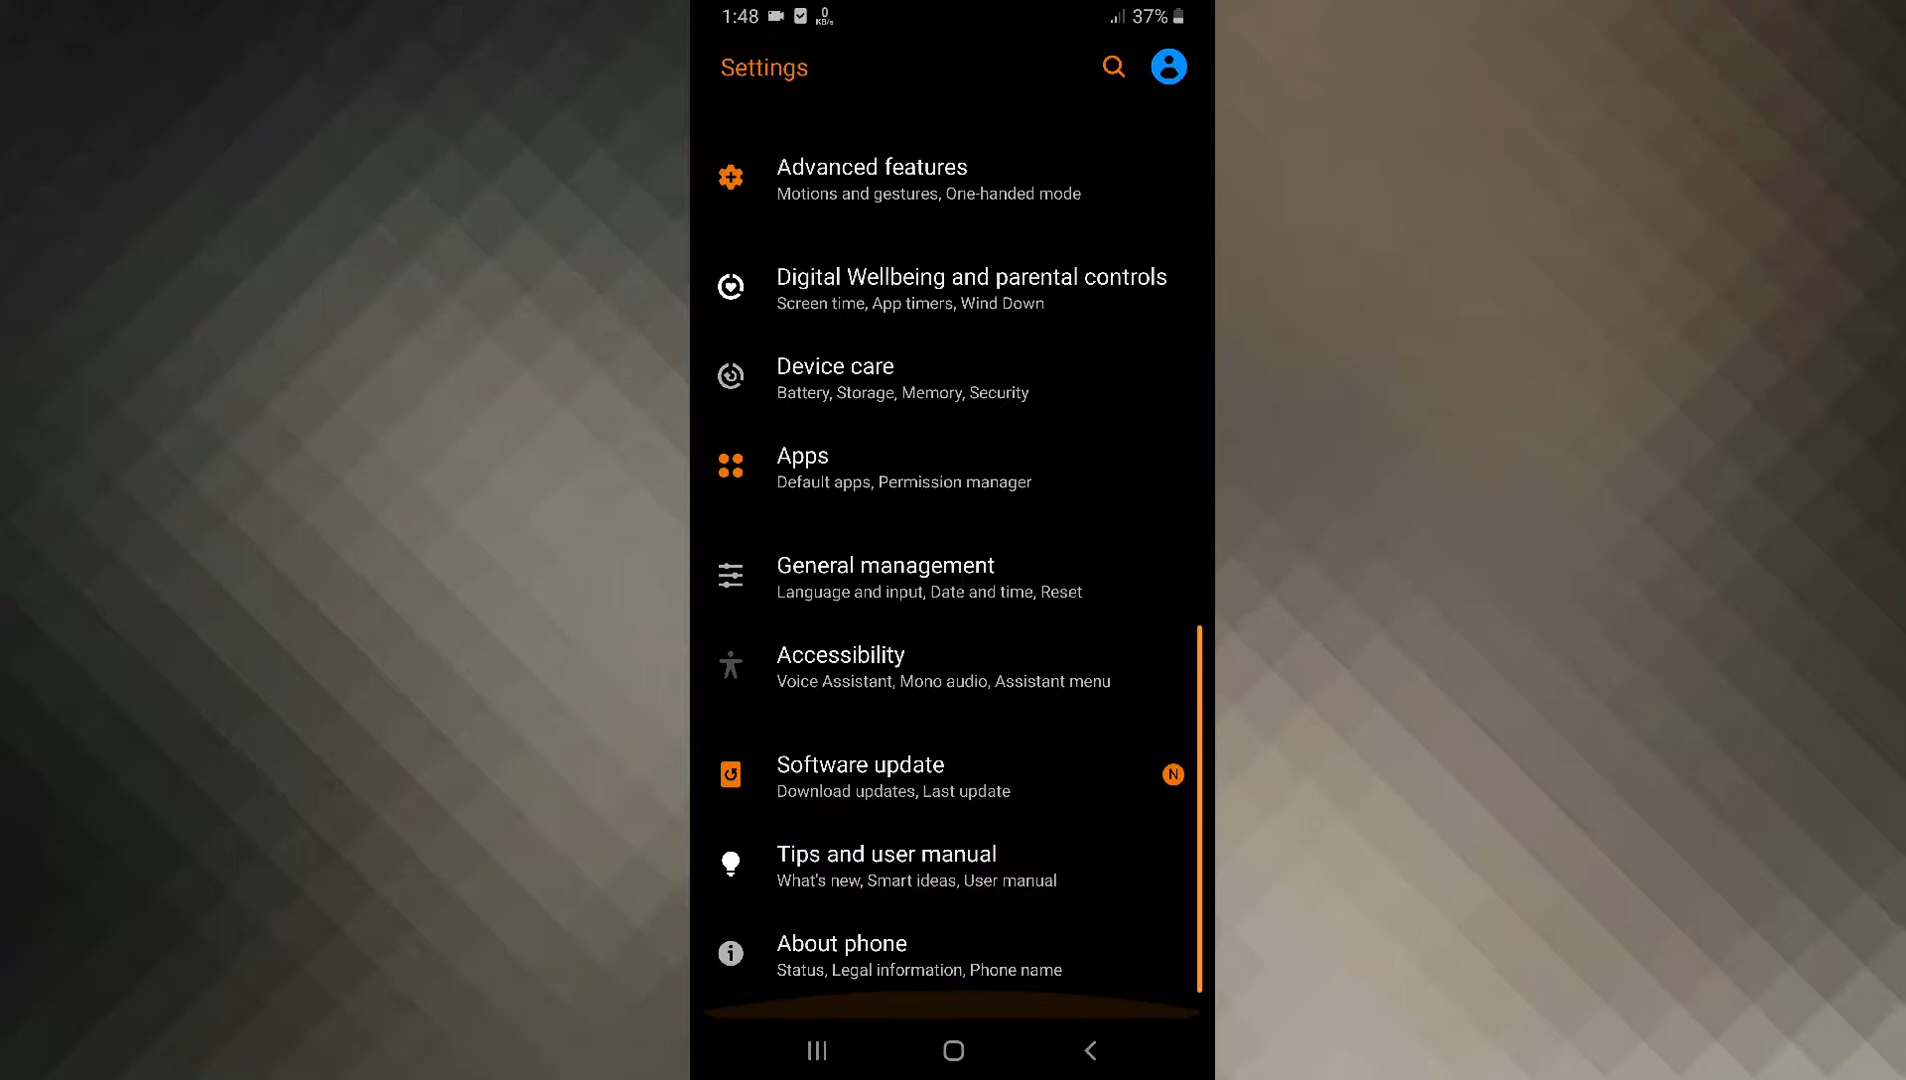 1:48 0 KB/s 37%
Settings
Advanced features
Motions and gestures, One-handed mode
Digital Wellbeing and parental controls
Screen time, App timers, Wind Down
Device care
Battery, Storage, Memory, Security
Apps
Default apps, Permission manager
General management
Language and input, Date and time, Reset
Accessibility
Voice Assistant, Mono audio, Assistant menu
Software update
N
Download updates, Last update
Tips and user manual
What's new, Smart ideas, User manual
About phone
Status, Legal information, Phone name